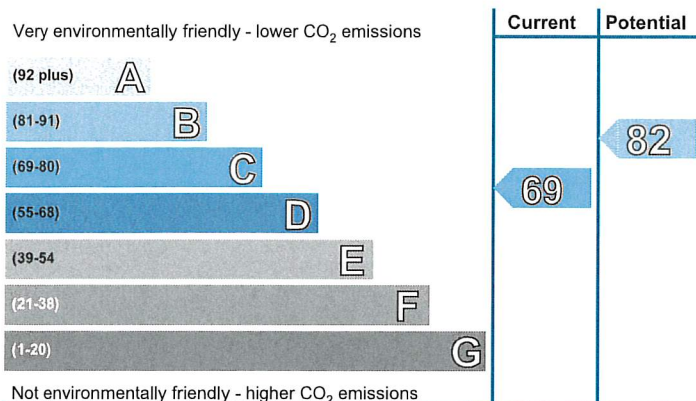 Very environmentally friendly - lower CO₂ emissions
Current
Potential
(92 plus) A
(81-91) B
82
(69-80) C
69
(55-68) D
(39-54 E
(21-38) F
(1-20) G
Not environmentally friendly - higher CO₂ emissions